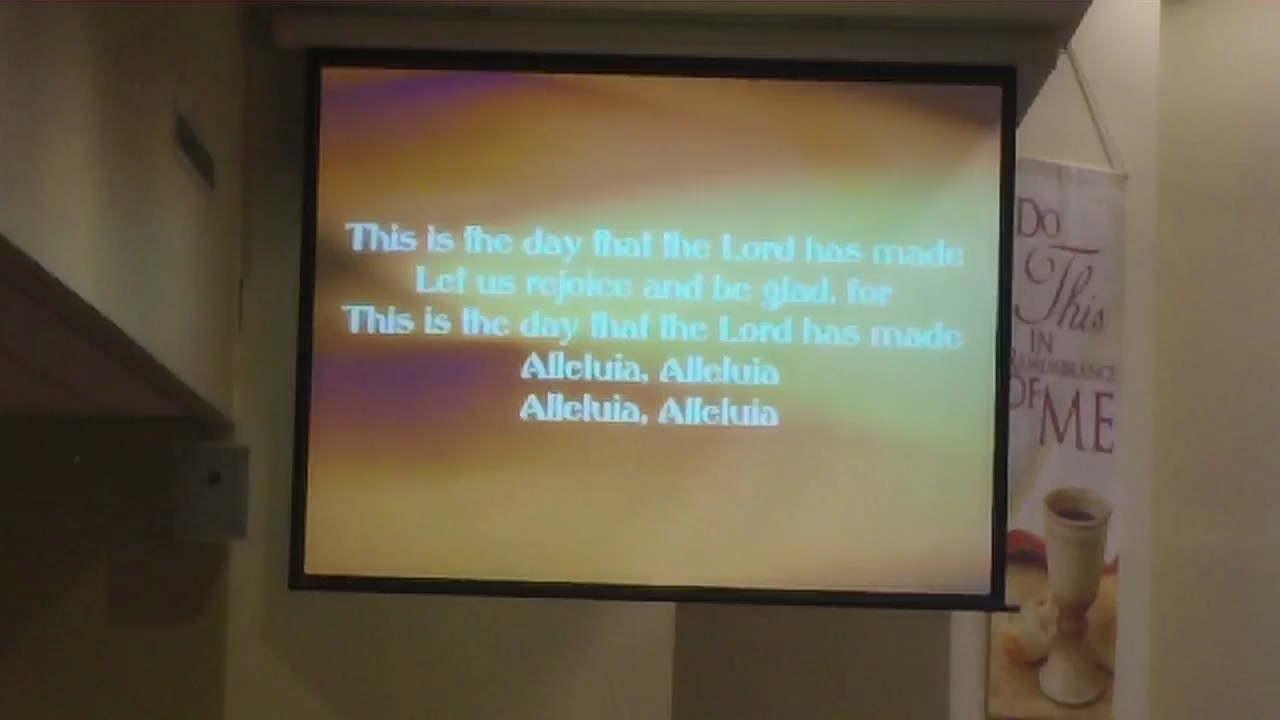 This is the day that the Lord has made
Let us rejoice and be glad, for
This is the day that the Lord has made
Alleluia, Alleluia
Alleluia, Alleluia
DO
This
IN
REMEMBRANCE
OF ME